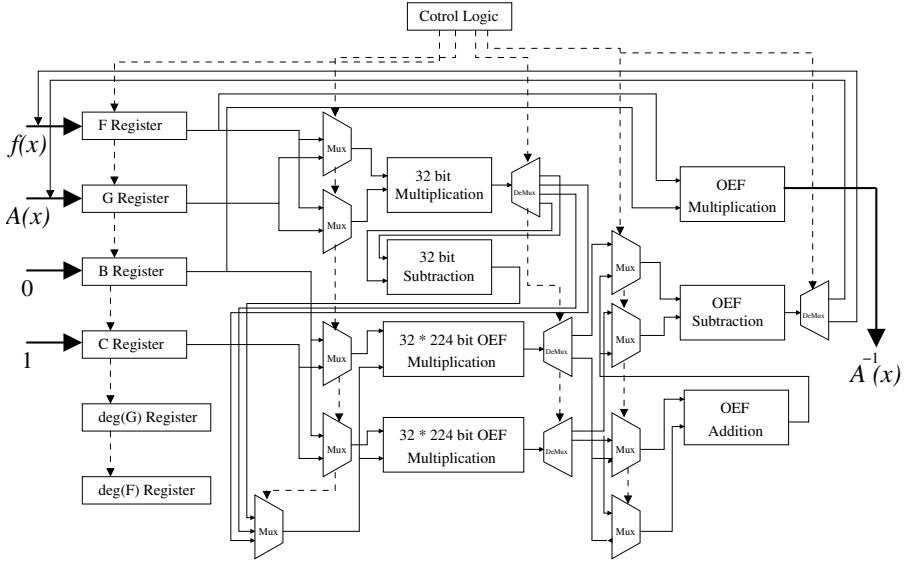 Cotrol Logic
F Register
f(x)
G Register
A(x)
B Register
0
C Register
1
deg(G) Register
deg(F) Register
Mux
Mux
32 bit
Multiplication
DeMux
32 bit
Subtraction
OEF
Multiplication
Mux
OEF
Subtraction
DeMux
Mux
Mux
32 * 224 bit OEF
Multiplication
DeMux
A⁻¹(x)
Mux
32 * 224 bit OEF
Multiplication
DeMux
Mux
OEF
Addition
Mux
Mux